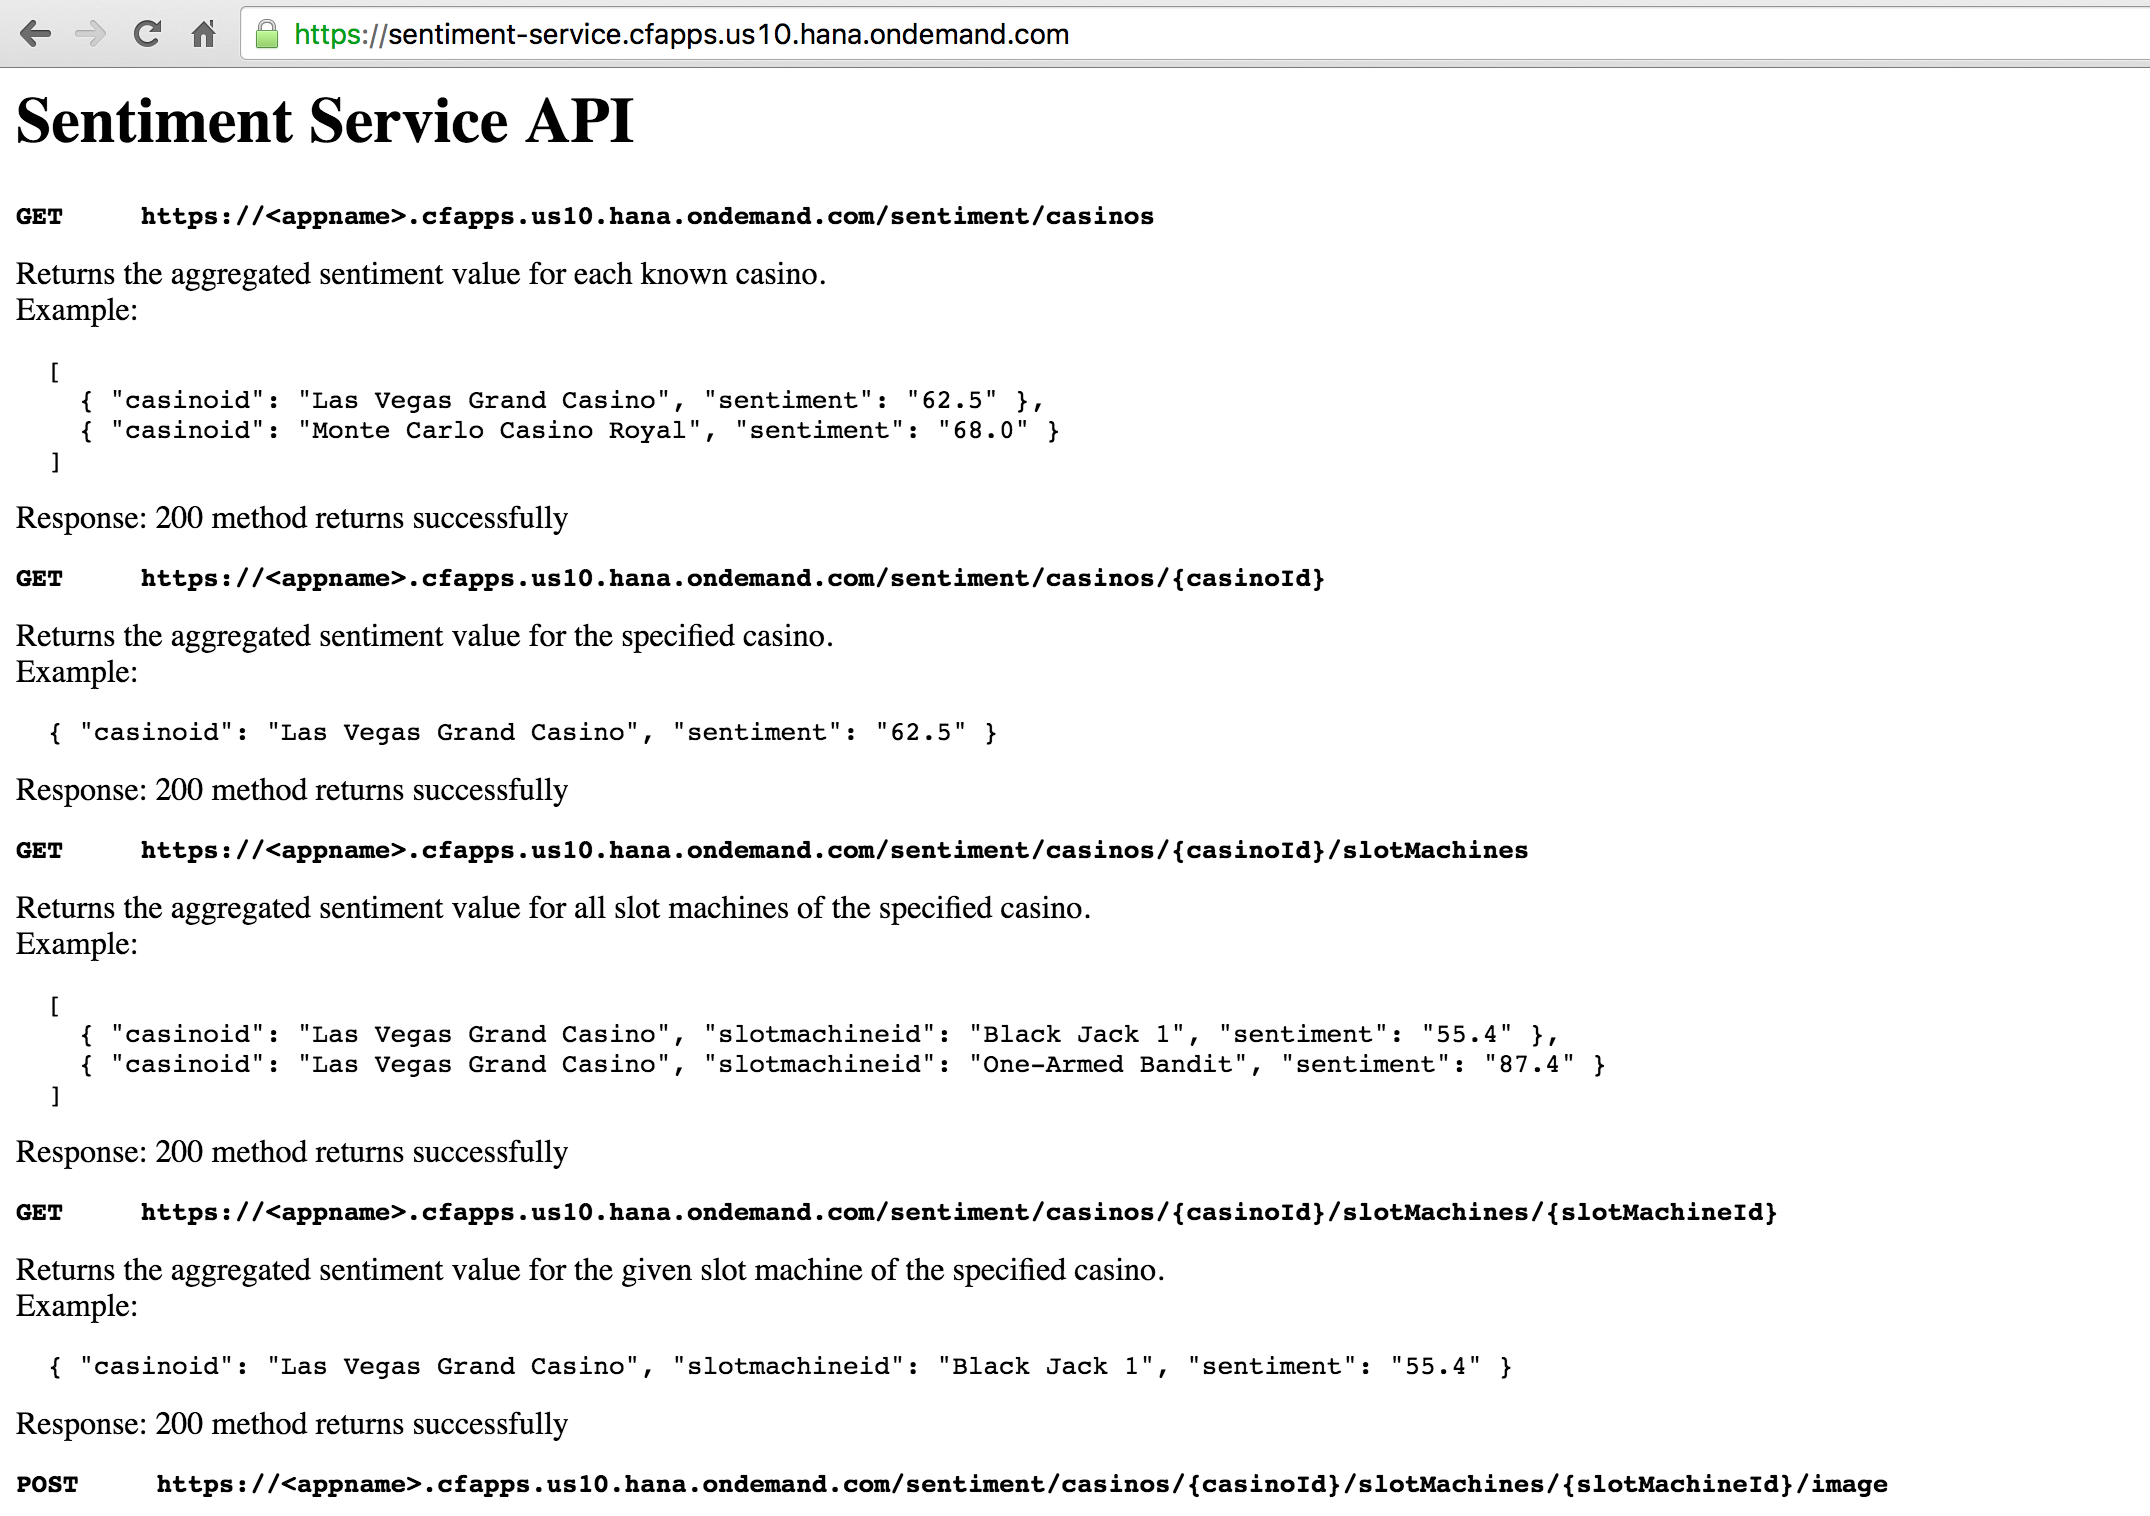 https://sentiment-service.cfapps.us10.hana.ondemand.com
Sentiment Service API
GET https://<appname>.cfapps.us10.hana.ondemand.com/sentiment/casinos
Returns the aggregated sentiment value for each known casino.
Example:
[
{ "casinoid": "Las Vegas Grand Casino", "sentiment": "62.5" },
{ "casinoid": "Monte Carlo Casino Royal", "sentiment": "68.0" }
]
Response: 200 method returns successfully
GET https://<appname>.cfapps.us10.hana.ondemand.com/sentiment/casinos/{casinoId}
Returns the aggregated sentiment value for the specified casino.
Example:
{ "casinoid": "Las Vegas Grand Casino", "sentiment": "62.5" }
Response: 200 method returns successfully
GET https://<appname>.cfapps.us10.hana.ondemand.com/sentiment/casinos/{casinoId}/slotMachines
Returns the aggregated sentiment value for all slot machines of the specified casino.
Example:
[
{ "casinoid": "Las Vegas Grand Casino", "slotmachineid": "Black Jack 1", "sentiment": "55.4" },
{ "casinoid": "Las Vegas Grand Casino", "slotmachineid": "One-Armed Bandit", "sentiment": "87.4" }
]
Response: 200 method returns successfully
GET https://<appname>.cfapps.us10.hana.ondemand.com/sentiment/casinos/{casinoId}/slotMachines/{slotMachineId}
Returns the aggregated sentiment value for the given slot machine of the specified casino.
Example:
{ "casinoid": "Las Vegas Grand Casino", "slotmachineid": "Black Jack 1", "sentiment": "55.4" }
Response: 200 method returns successfully
POST https://<appname>.cfapps.us10.hana.ondemand.com/sentiment/casinos/{casinoId}/slotMachines/{slotMachineId}/image